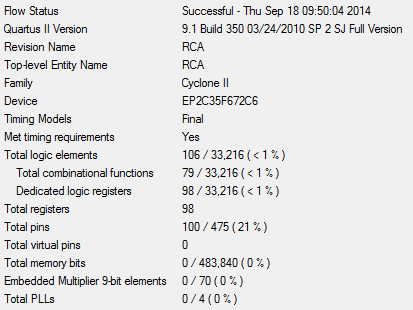 Flow Status Successful - Thu Sep 18 09:50:04 2014
Quartus II Version 9.1 Build 350 03/24/2010 SP 2 SJ Full Version
Revision Name RCA
Top-level Entity Name RCA
Family Cyclone II
Device EP2C35F672C6
Timing Models Final
Met timing requirements Yes
Total logic elements 106 / 33,216 ( < 1 % )
Total combinational functions 79 / 33,216 ( < 1 % )
Dedicated logic registers 98 / 33,216 ( < 1 % )
Total registers 98
Total pins 100 / 475 ( 21 % )
Total virtual pins 0
Total memory bits 0 / 483,840 ( 0 % )
Embedded Multiplier 9-bit elements 0 / 70 ( 0 % )
Total PLLs 0 / 4 ( 0 % )